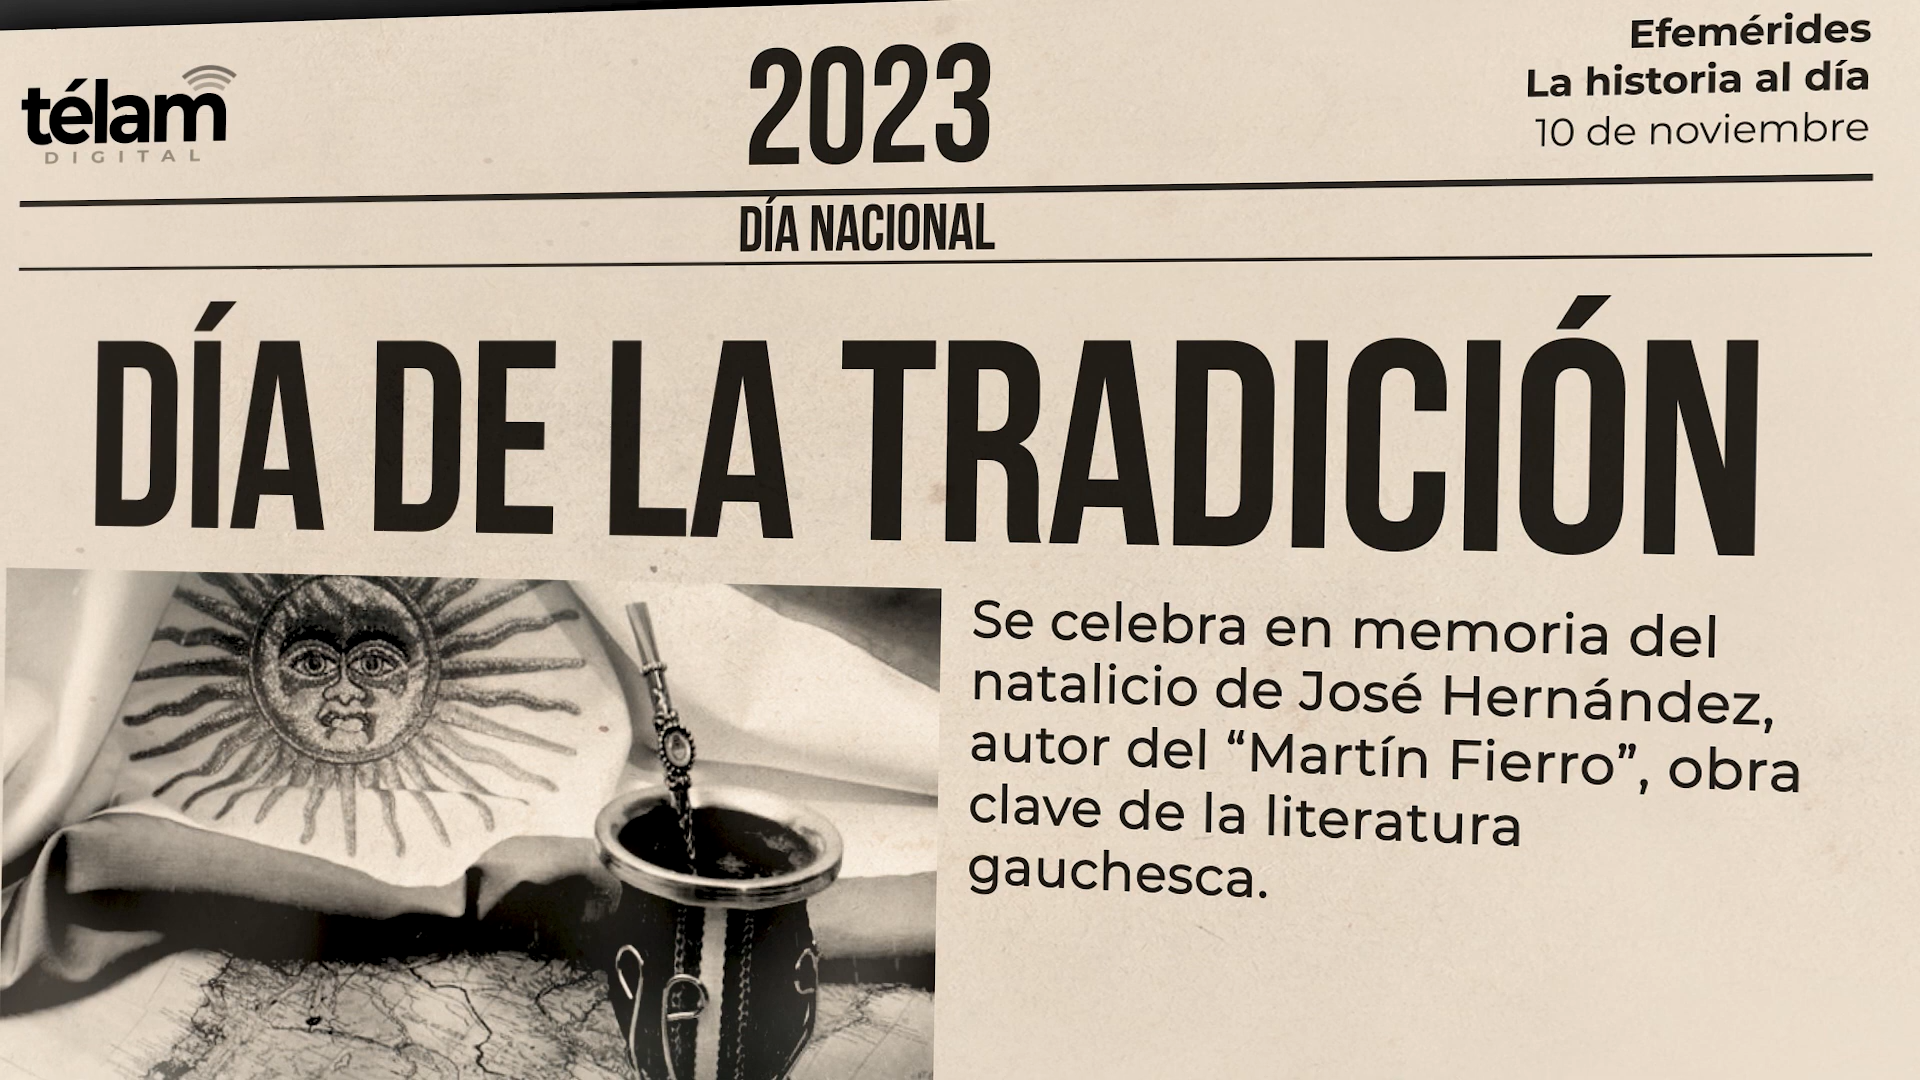 télam
DIGITAL
2023
Efemérides
La historia al día
10 de noviembre
DÍA NACIONAL
DÍA DE LA TRADICIÓN
Se celebra en memoria del
natalicio de José Hernández,
autor del “Martín Fierro”, obra
clave de la literatura
gauchesca.